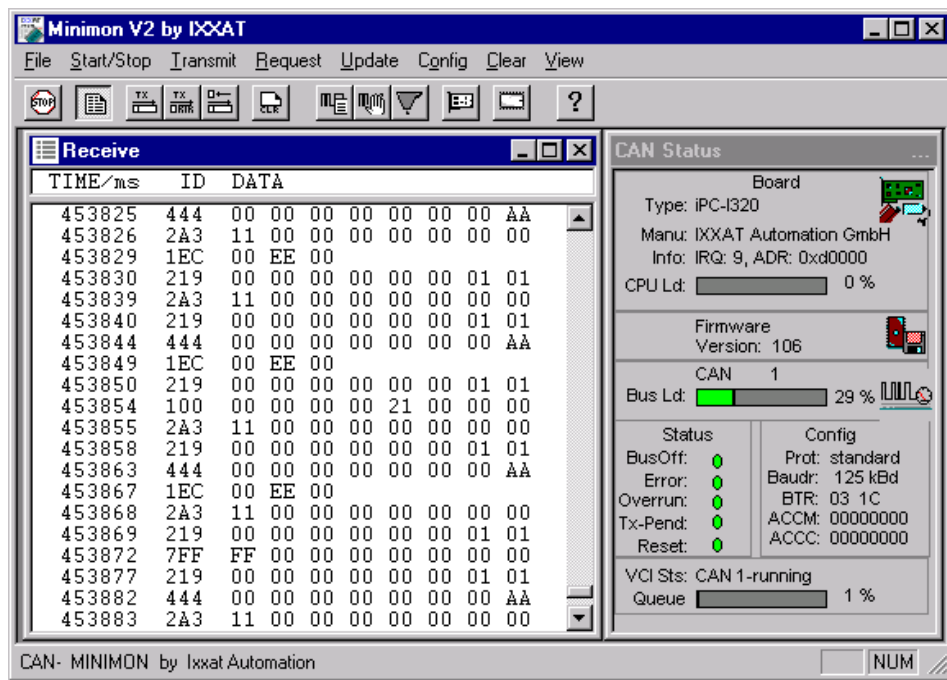 Minimon V2 by IXXAT
File Start/Stop Transmit Request Update Config Clear View
STOP TX TX DRTR CLR ?
Receive
TIME/ms ID DATA
453825 444 00 00 00 00 00 00 00 AA
453826 2A3 11 00 00 00 00 00 00 00
453829 1EC 00 EE 00
453830 219 00 00 00 00 00 00 01 01
453839 2A3 11 00 00 00 00 00 00 00
453840 219 00 00 00 00 00 00 01 01
453844 444 00 00 00 00 00 00 00 AA
453849 1EC 00 EE 00
453850 219 00 00 00 00 00 00 01 01
453854 100 00 00 00 00 21 00 00 00
453855 2A3 11 00 00 00 00 00 00 00
453858 219 00 00 00 00 00 00 01 01
453863 444 00 00 00 00 00 00 00 AA
453867 1EC 00 EE 00
453868 2A3 11 00 00 00 00 00 00 00
453869 219 00 00 00 00 00 00 01 01
453872 7FF FF 00 00 00 00 00 00 00
453877 219 00 00 00 00 00 00 01 01
453882 444 00 00 00 00 00 00 00 AA
453883 2A3 11 00 00 00 00 00 00 00
CAN Status ...
Board
Type: iPC-I320
Manu: IXXAT Automation GmbH
Info: IRQ: 9, ADR: 0xd0000
CPU Ld: 0 %
Firmware
Version: 106
CAN 1
Bus Ld: 29 %
Status
BusOff:
Error:
Overrun:
Tx-Pend:
Reset:
Config
Prot: standard
Baudr: 125 kBd
BTR: 03 1C
ACCM: 00000000
ACCC: 00000000
VCI Sts: CAN 1-running
Queue 1 %
CAN- MINIMON by Ixxat Automation
NUM